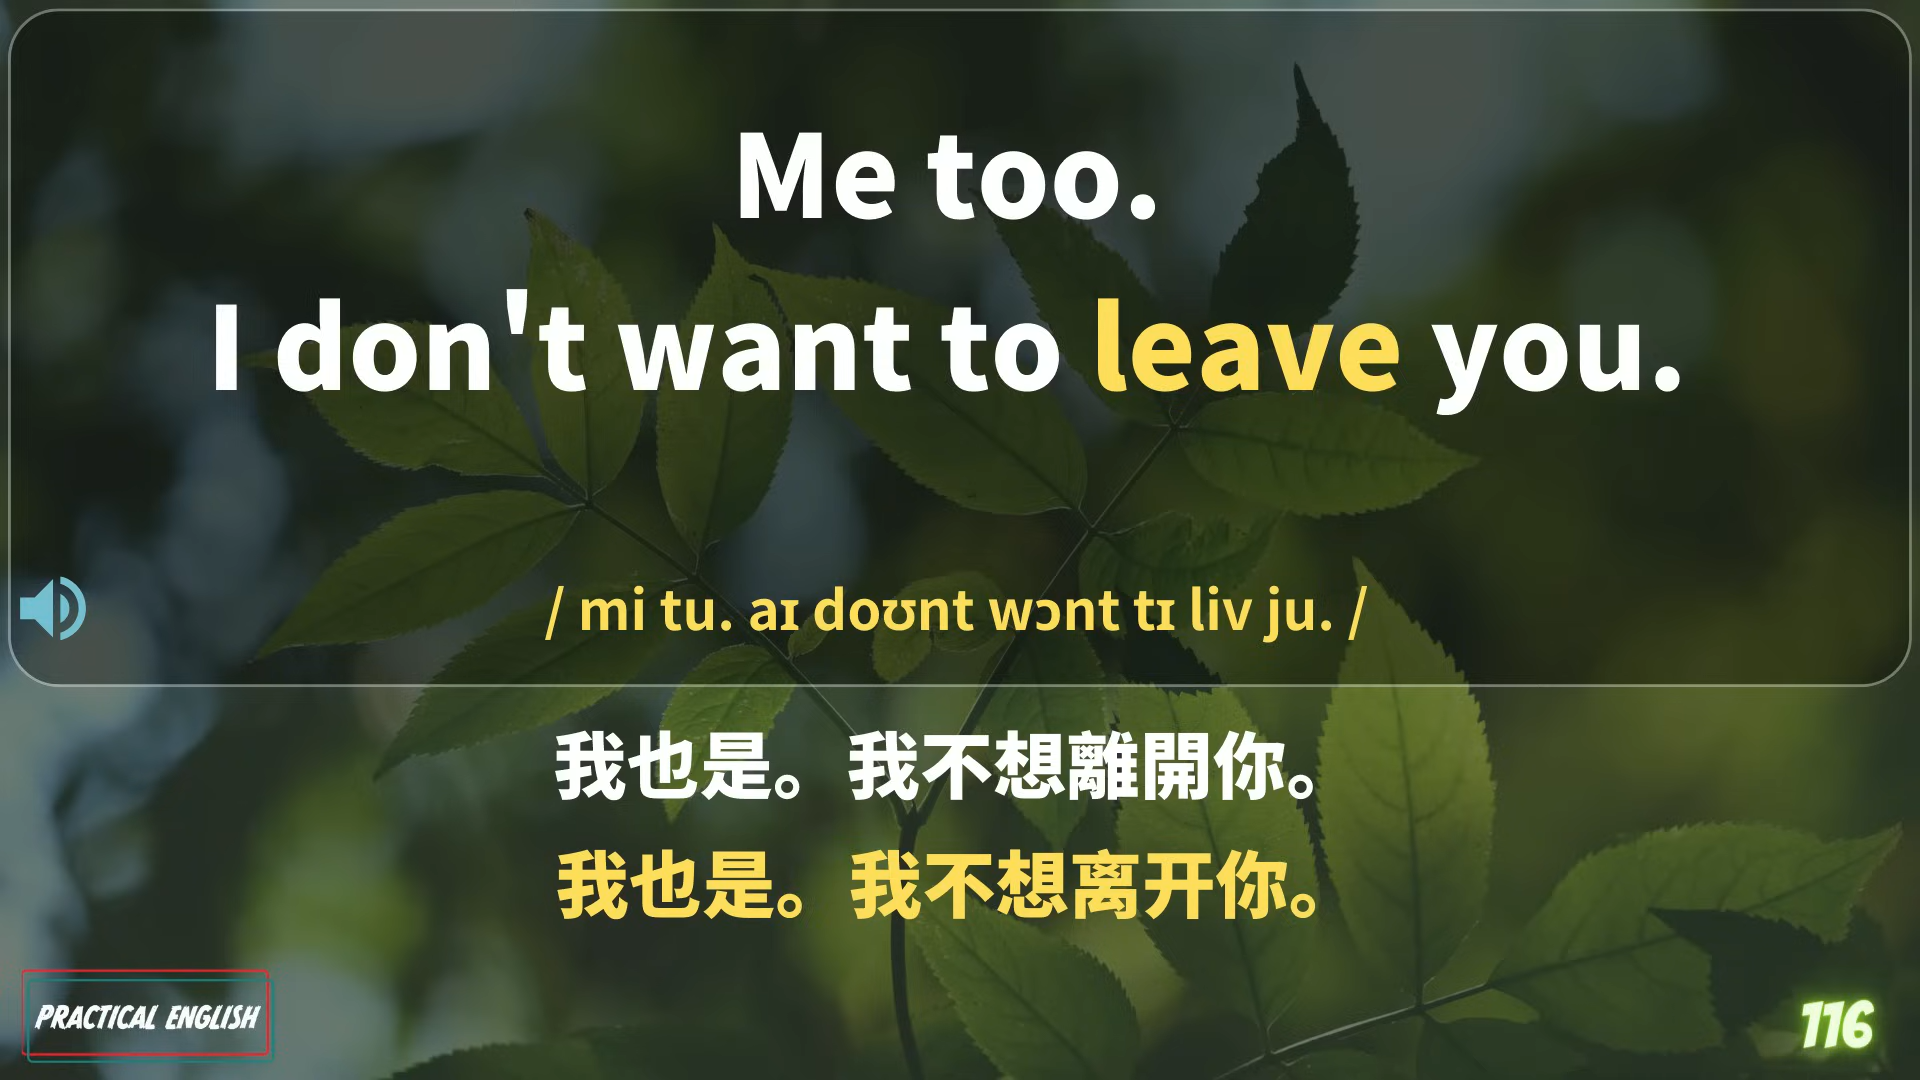 Me too.
I don't want to leave you.
/ mi tu. aɪ doʊnt wɔnt tɪ liv ju. /
我也是。我不想離開你。
我也是。我不想离开你。
PRACTICAL ENGLISH
116